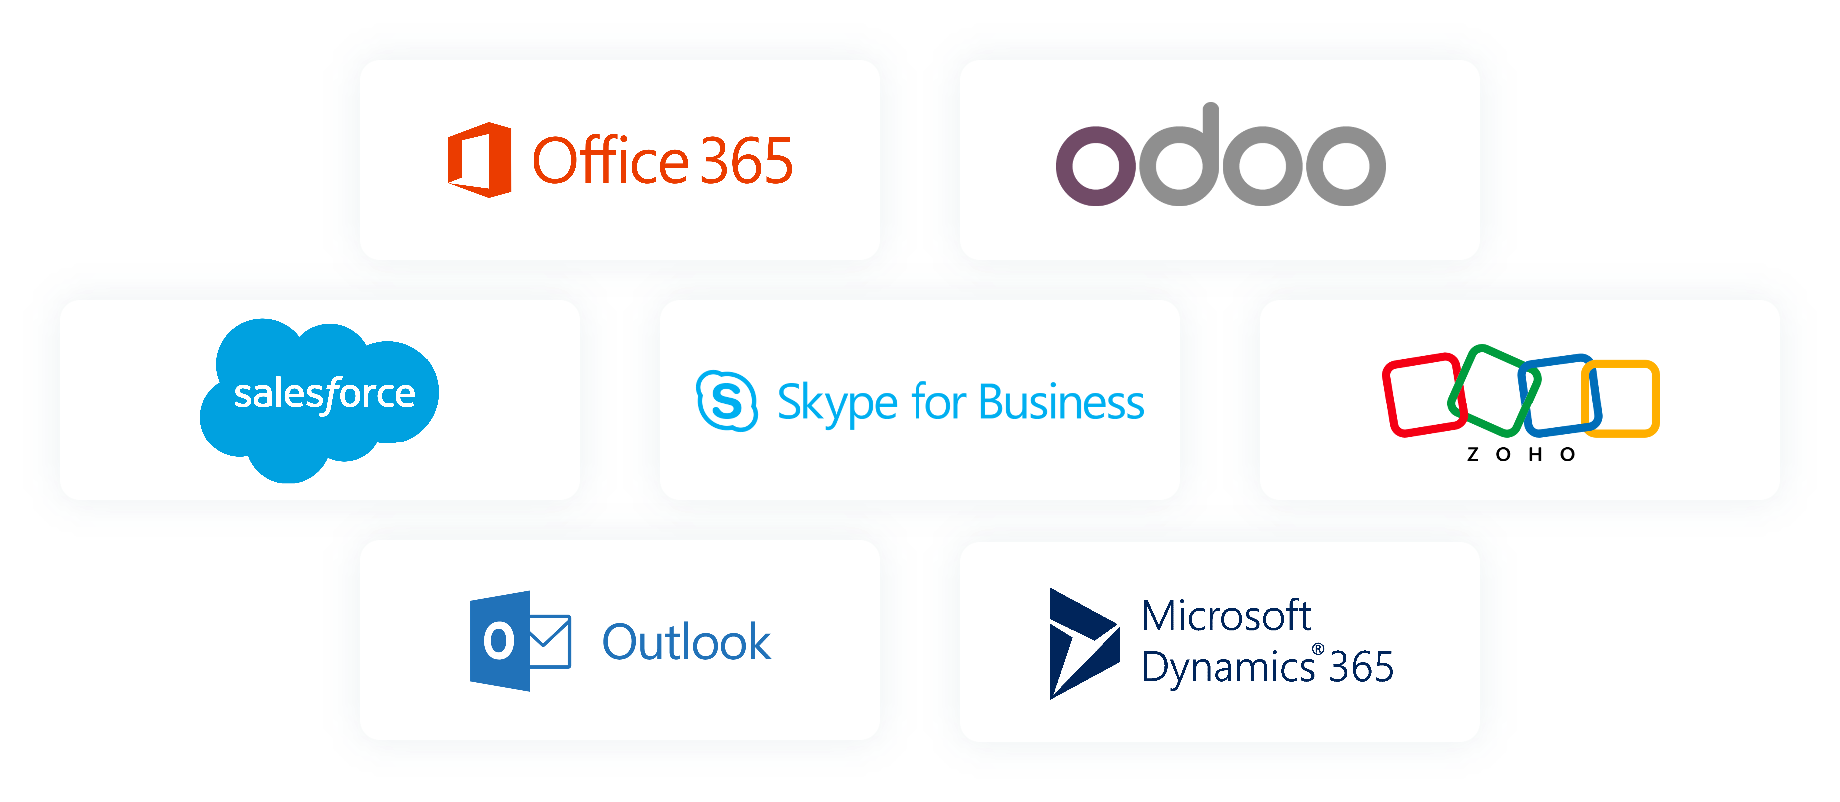 Office 365
odoo
salesforce
S Skype for Business
ZOHO
O Outlook
Microsoft
Dynamics® 365